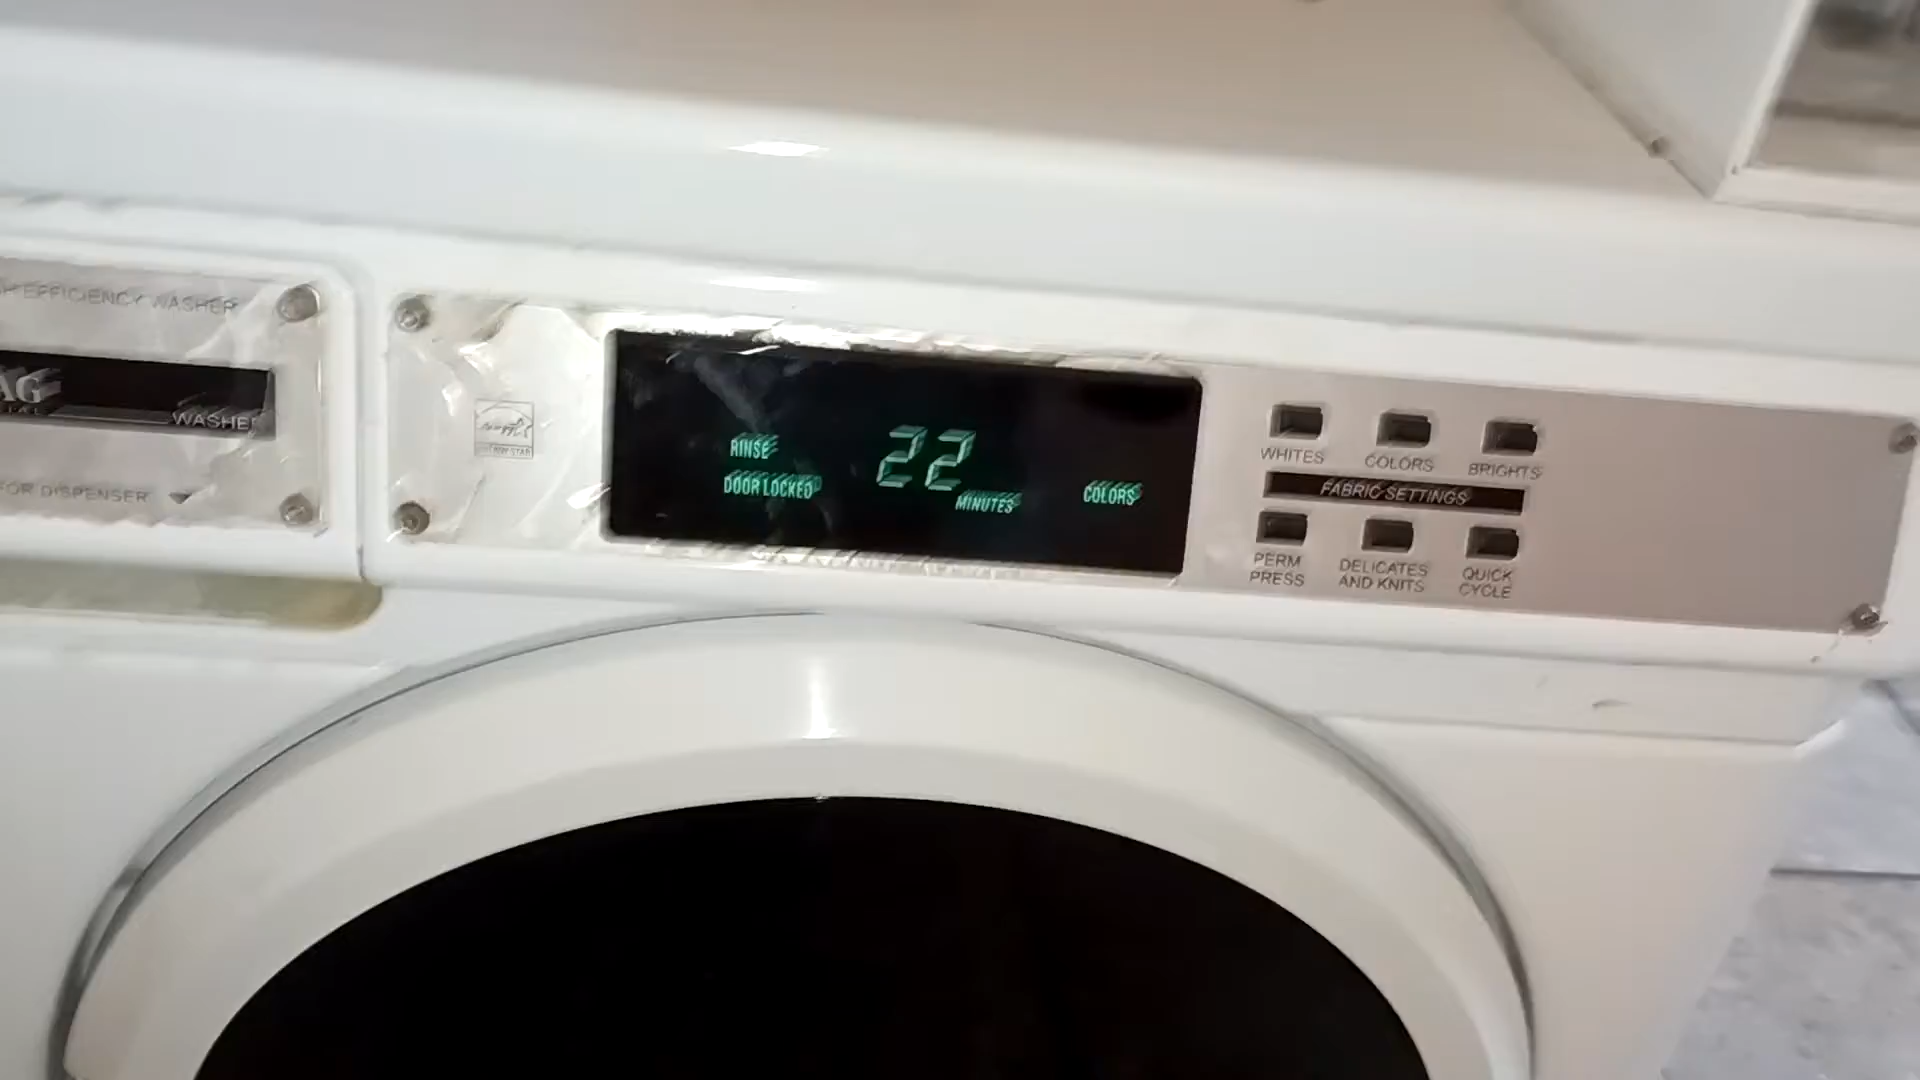 EFFICIENCY WASHER
AG
WASHER
FOR DISPENSER
RINSE
DOOR LOCKED
22
MINUTES
COLORS
WHITES
COLORS
BRIGHTS
FABRIC SETTINGS
PERM
PRESS
DELICATES
AND KNITS
QUICK
CYCLE